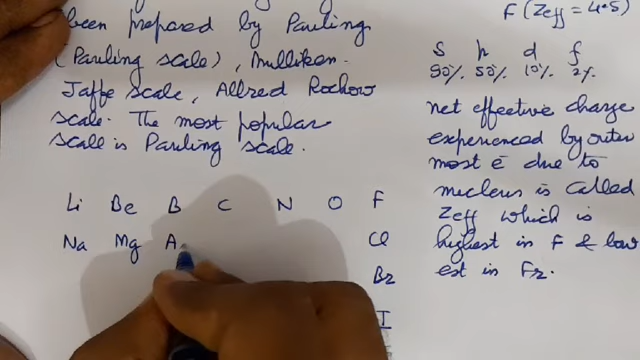 been prepared by Pauling
(Pauling scale), Mulliken-
Jaffe scale, Allred Rochow
scale. The most popular
scale is Pauling scale.
Li Be B C N O F
Na Mg A Cl
Br
I
F (Zeff = 4.5)
s p d f
90% 50% 10% 2%
net effective charge
experienced by outer
most e due to
nucleus is called
Zeff which is
highest in F & low
est in Fr.